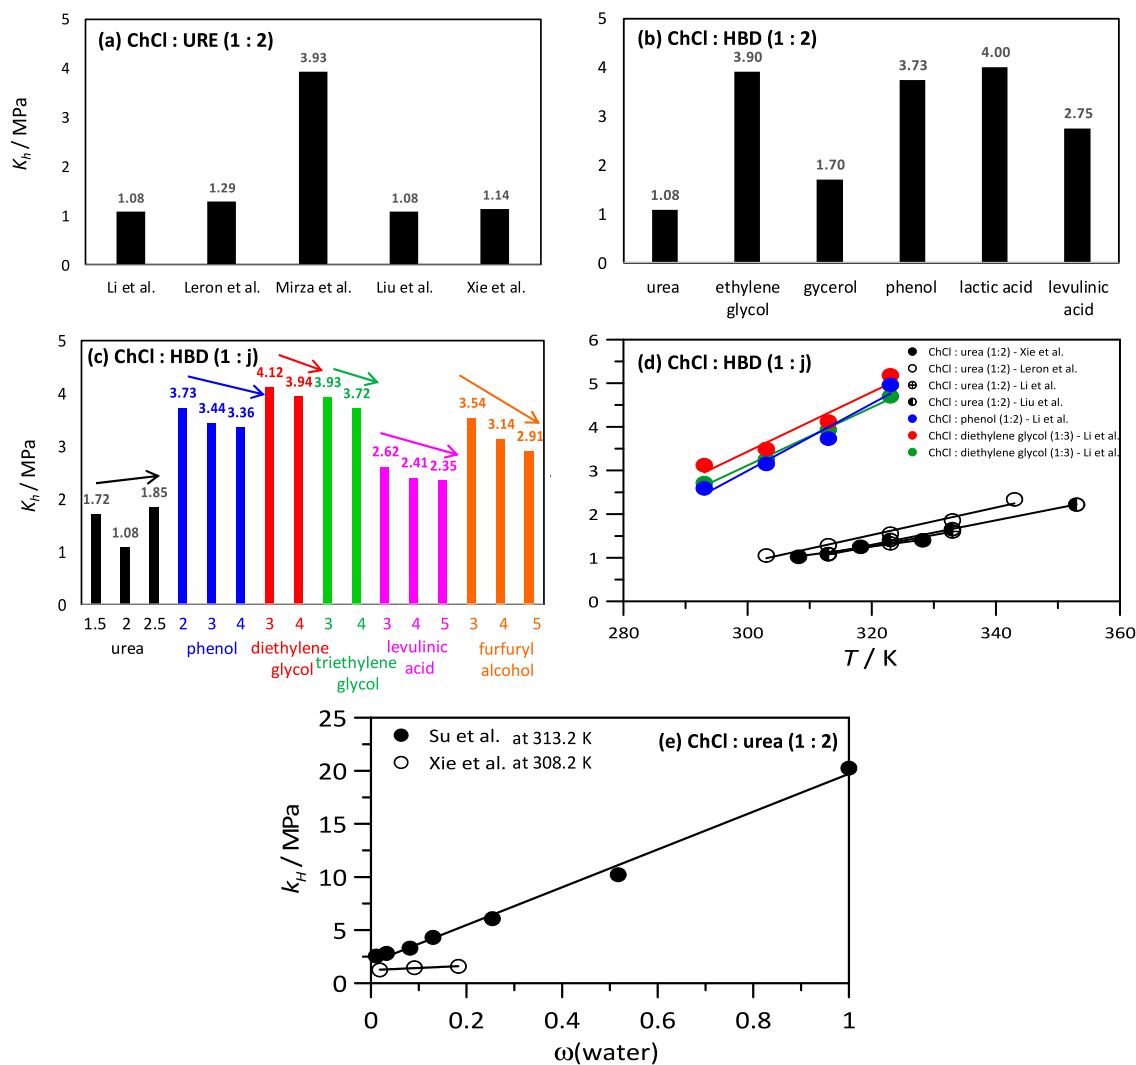 (a) ChCl : URE (1 : 2)
K_h / MPa
5
4
3
2
1
0
1.08
1.29
3.93
1.08
1.14
Li et al.
Leron et al.
Mirza et al.
Liu et al.
Xie et al.
(b) ChCl : HBD (1 : 2)
5
4
3
2
1
0
1.08
3.90
1.70
3.73
4.00
2.75
urea
ethylene
glycol
gycerol
phenol
lactic acid
levulinic
acid
(c) ChCl : HBD (1 : j)
K_h / MPa
5
4
3
2
1
0
1.72
1.08
1.85
3.73
3.44
3.36
4.12
3.94
3.93
3.72
2.62
2.41
2.35
3.54
3.14
2.91
1.5 2 2.5 2 3 4 3 4 3 4 3 4 5 3 4 5
urea
phenol
diethylene
glycol
triethylene
glycol
levulinic
acid
furfuryl
alcohol
(d) ChCl : HBD (1 : j)
ChCl : urea (1:2) - Xie et al.
ChCl : urea (1:2) - Leron et al.
ChCl : urea (1:2) - Li et al.
ChCl : urea (1:2) - Liu et al.
ChCl : phenol (1:2) - Li et al.
ChCl : diethylene glycol (1:3) - Li et al.
ChCl : diethylene glycol (1:3) - Li et al.
6
5
4
3
2
1
0
280 300 320 340 360
T / K
(e) ChCl : urea (1 : 2)
Su et al. at 313.2 K
Xie et al. at 308.2 K
k_H / MPa
25
20
15
10
5
0
0 0.2 0.4 0.6 0.8 1
ω(water)